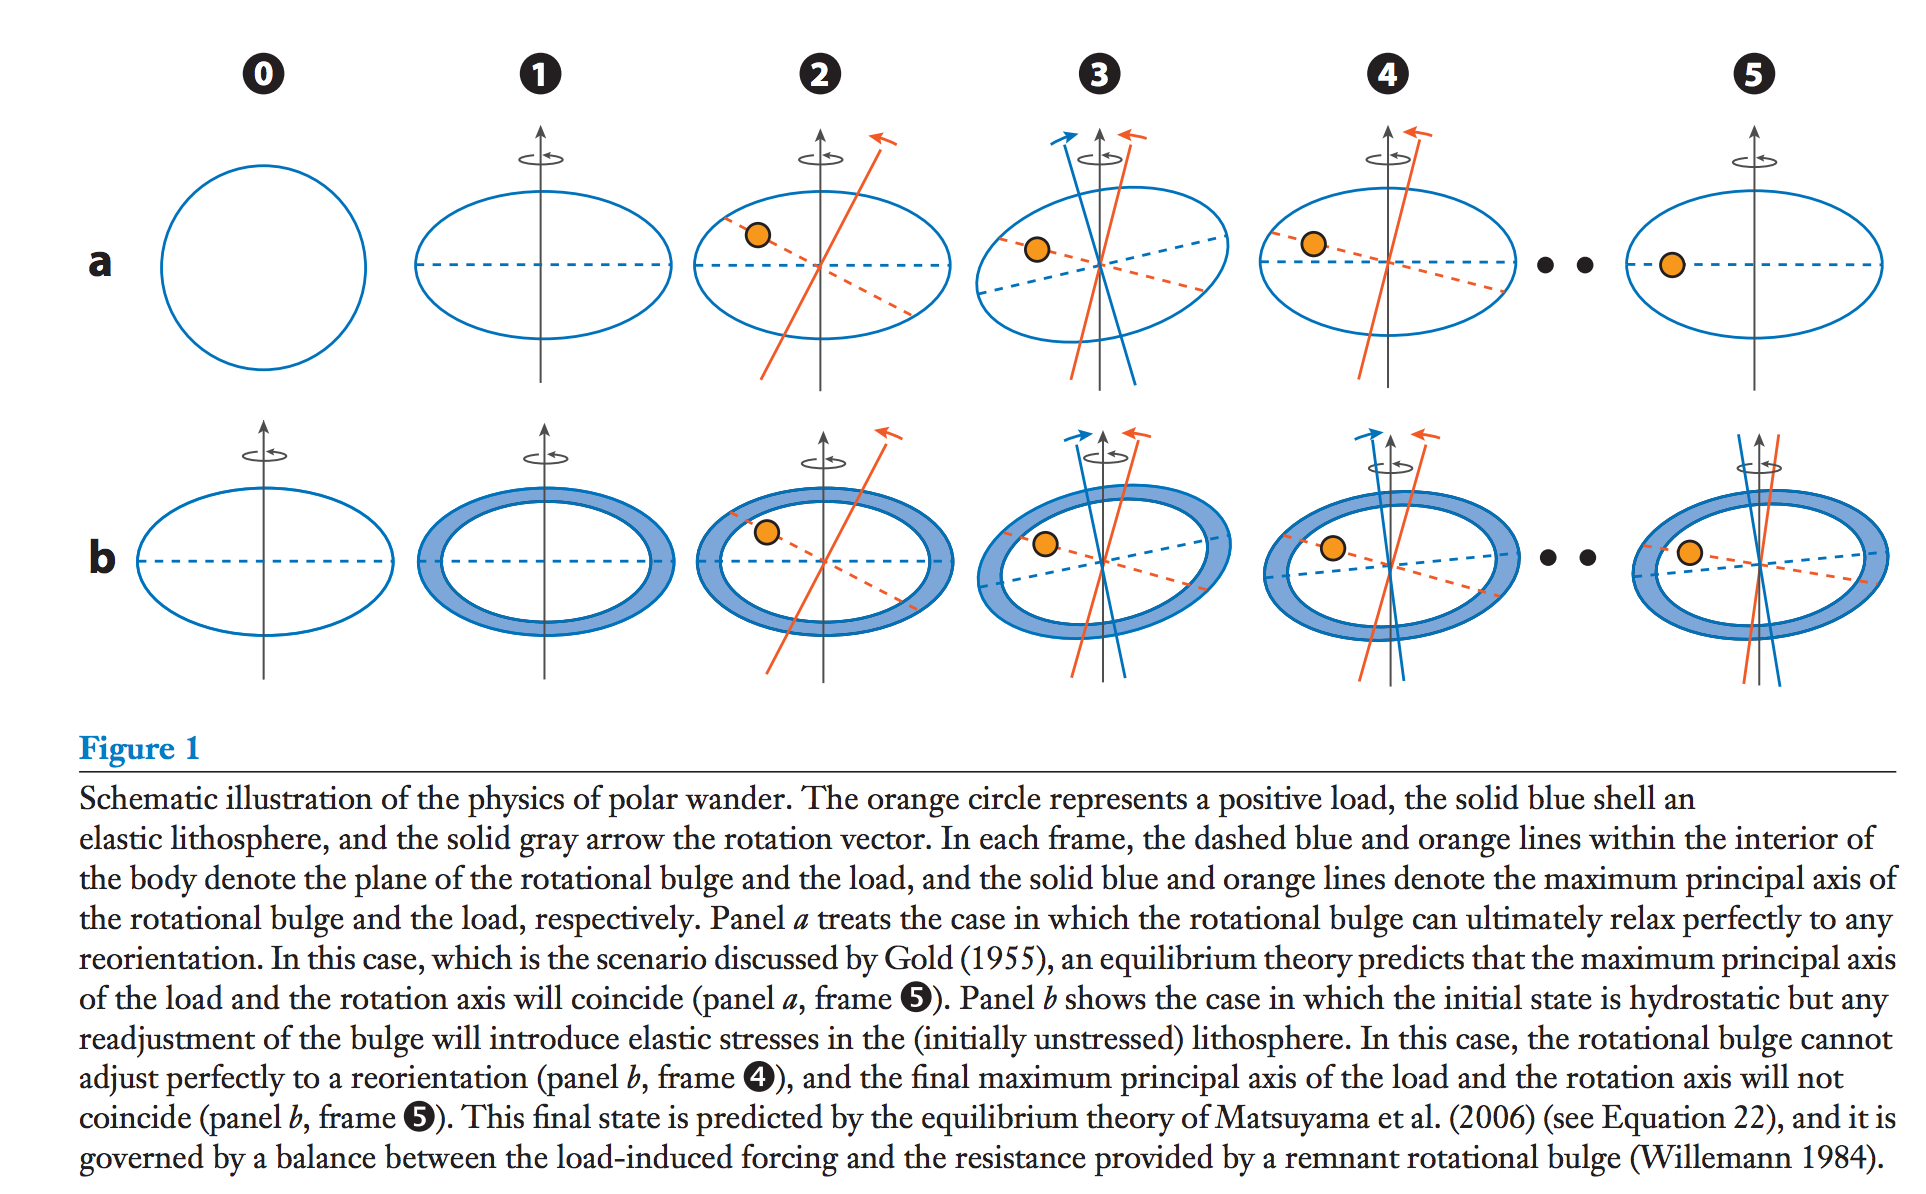 0 1 2 3 4 5
a
b
Figure 1
Schematic illustration of the physics of polar wander. The orange circle represents a positive load, the solid blue shell an
elastic lithosphere, and the solid gray arrow the rotation vector. In each frame, the dashed blue and orange lines within the interior of
the body denote the plane of the rotational bulge and the load, and the solid blue and orange lines denote the maximum principal axis of
the rotational bulge and the load, respectively. Panel a treats the case in which the rotational bulge can ultimately relax perfectly to any
reorientation. In this case, which is the scenario discussed by Gold (1955), an equilibrium theory predicts that the maximum principal axis
of the load and the rotation axis will coincide (panel a, frame 5). Panel b shows the case in which the initial state is hydrostatic but any
readjustment of the bulge will introduce elastic stresses in the (initially unstressed) lithosphere. In this case, the rotational bulge cannot
adjust perfectly to a reorientation (panel b, frame 4), and the final maximum principal axis of the load and the rotation axis will not
coincide (panel b, frame 5). This final state is predicted by the equilibrium theory of Matsuyama et al. (2006) (see Equation 22), and it is
governed by a balance between the load-induced forcing and the resistance provided by a remnant rotational bulge (Willemann 1984).